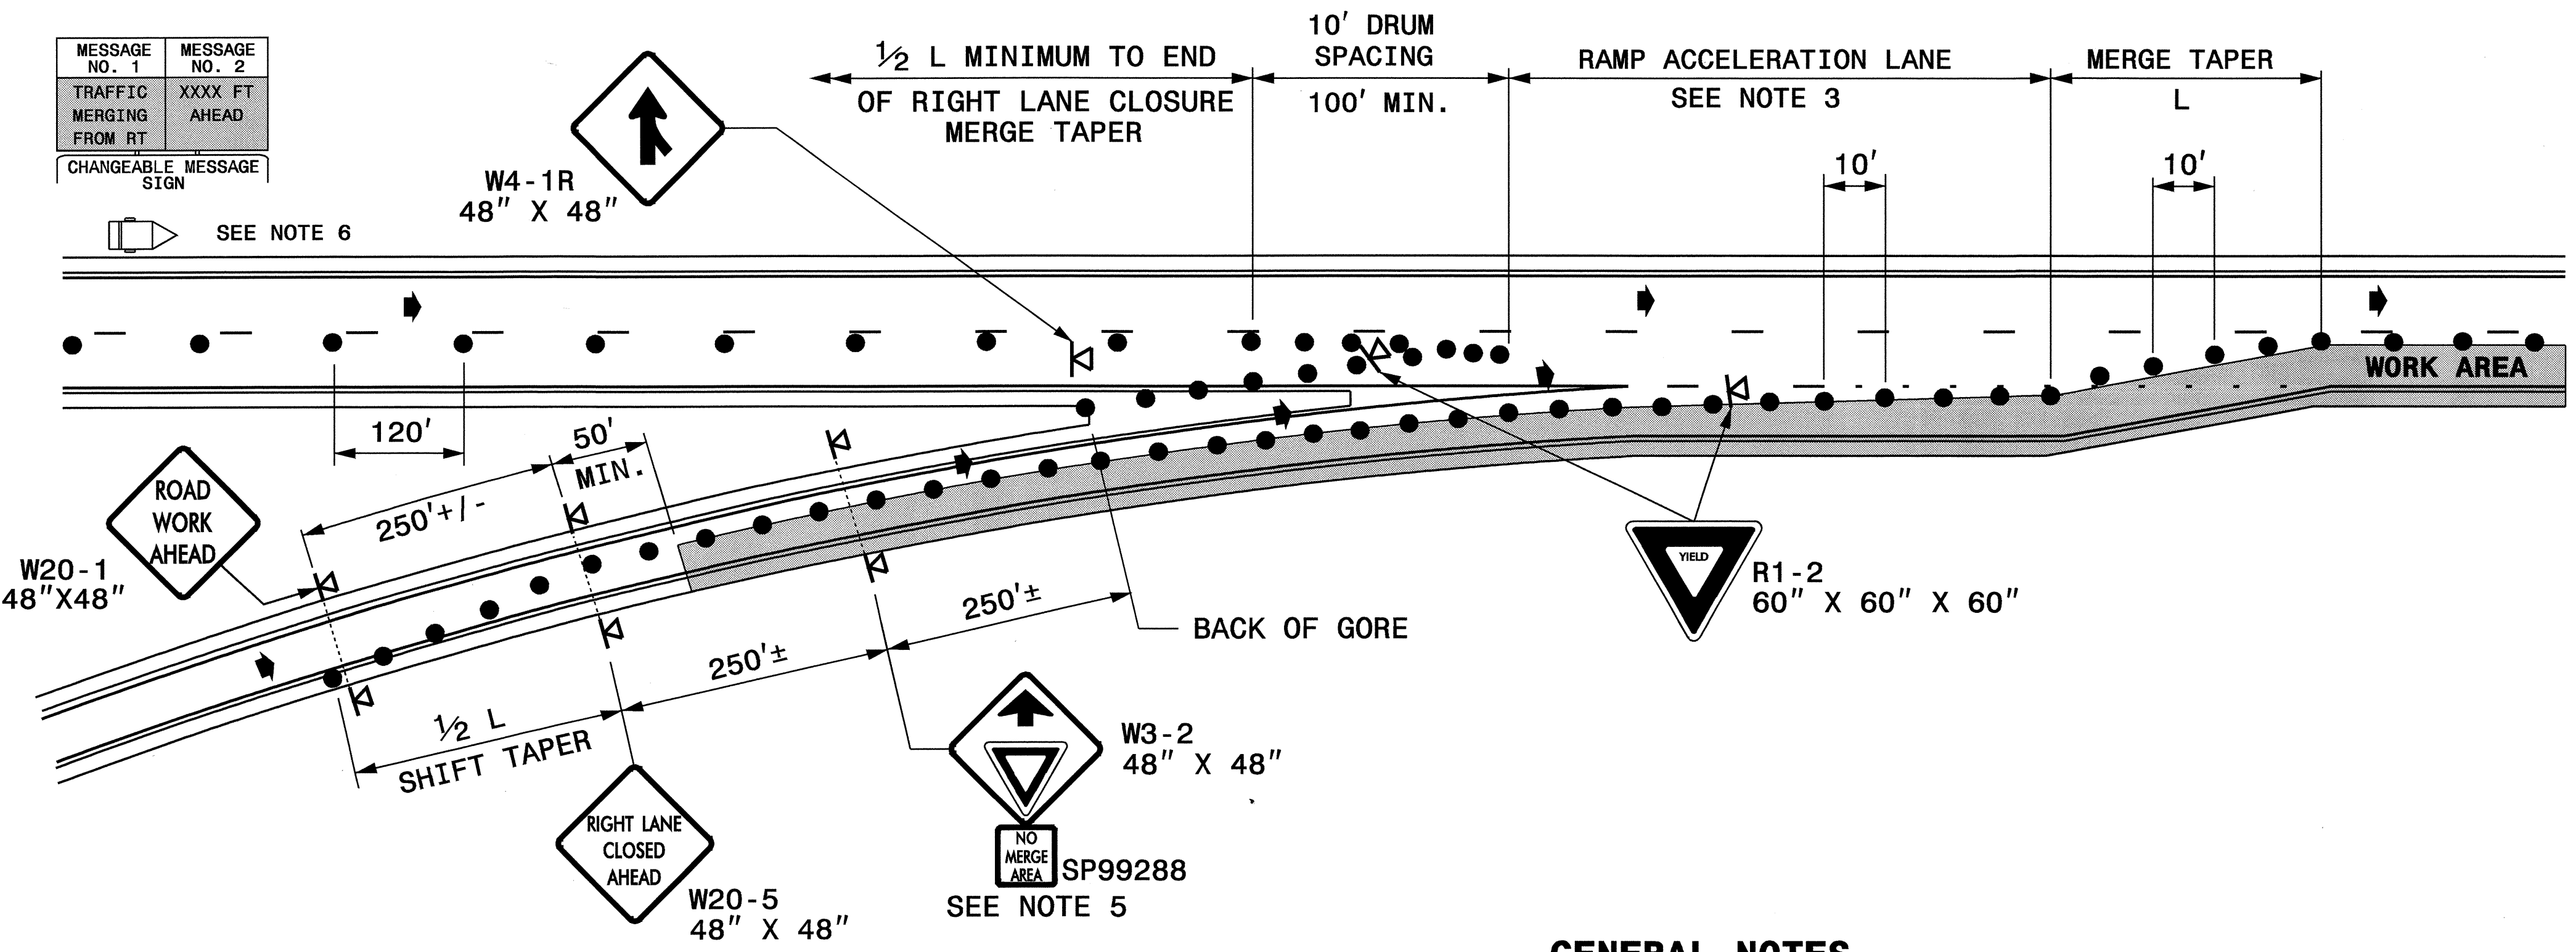 MESSAGE NO. 1
MESSAGE NO. 2
TRAFFIC MERGING FROM RT
XXXX FT AHEAD
CHANGEABLE MESSAGE
SIGN
SEE NOTE 6
W4-1R
48" X 48"
½ L MINIMUM TO END
OF RIGHT LANE CLOSURE
MERGE TAPER
10' DRUM
SPACING
100' MIN.
RAMP ACCELERATION LANE
SEE NOTE 3
MERGE TAPER
L
10'
10'
WORK AREA
120'
50'
MIN.
250'+/-
ROAD
WORK
AHEAD
W20-1
48"X48"
250'±
BACK OF GORE
250'±
YIELD
R1-2
60" X 60" X 60"
½ L
SHIFT TAPER
W3-2
48" X 48"
RIGHT LANE
CLOSED
AHEAD
W20-5
48" X 48"
NO
MERGE
AREA
SP99288
SEE NOTE 5
GENERAL NOTES